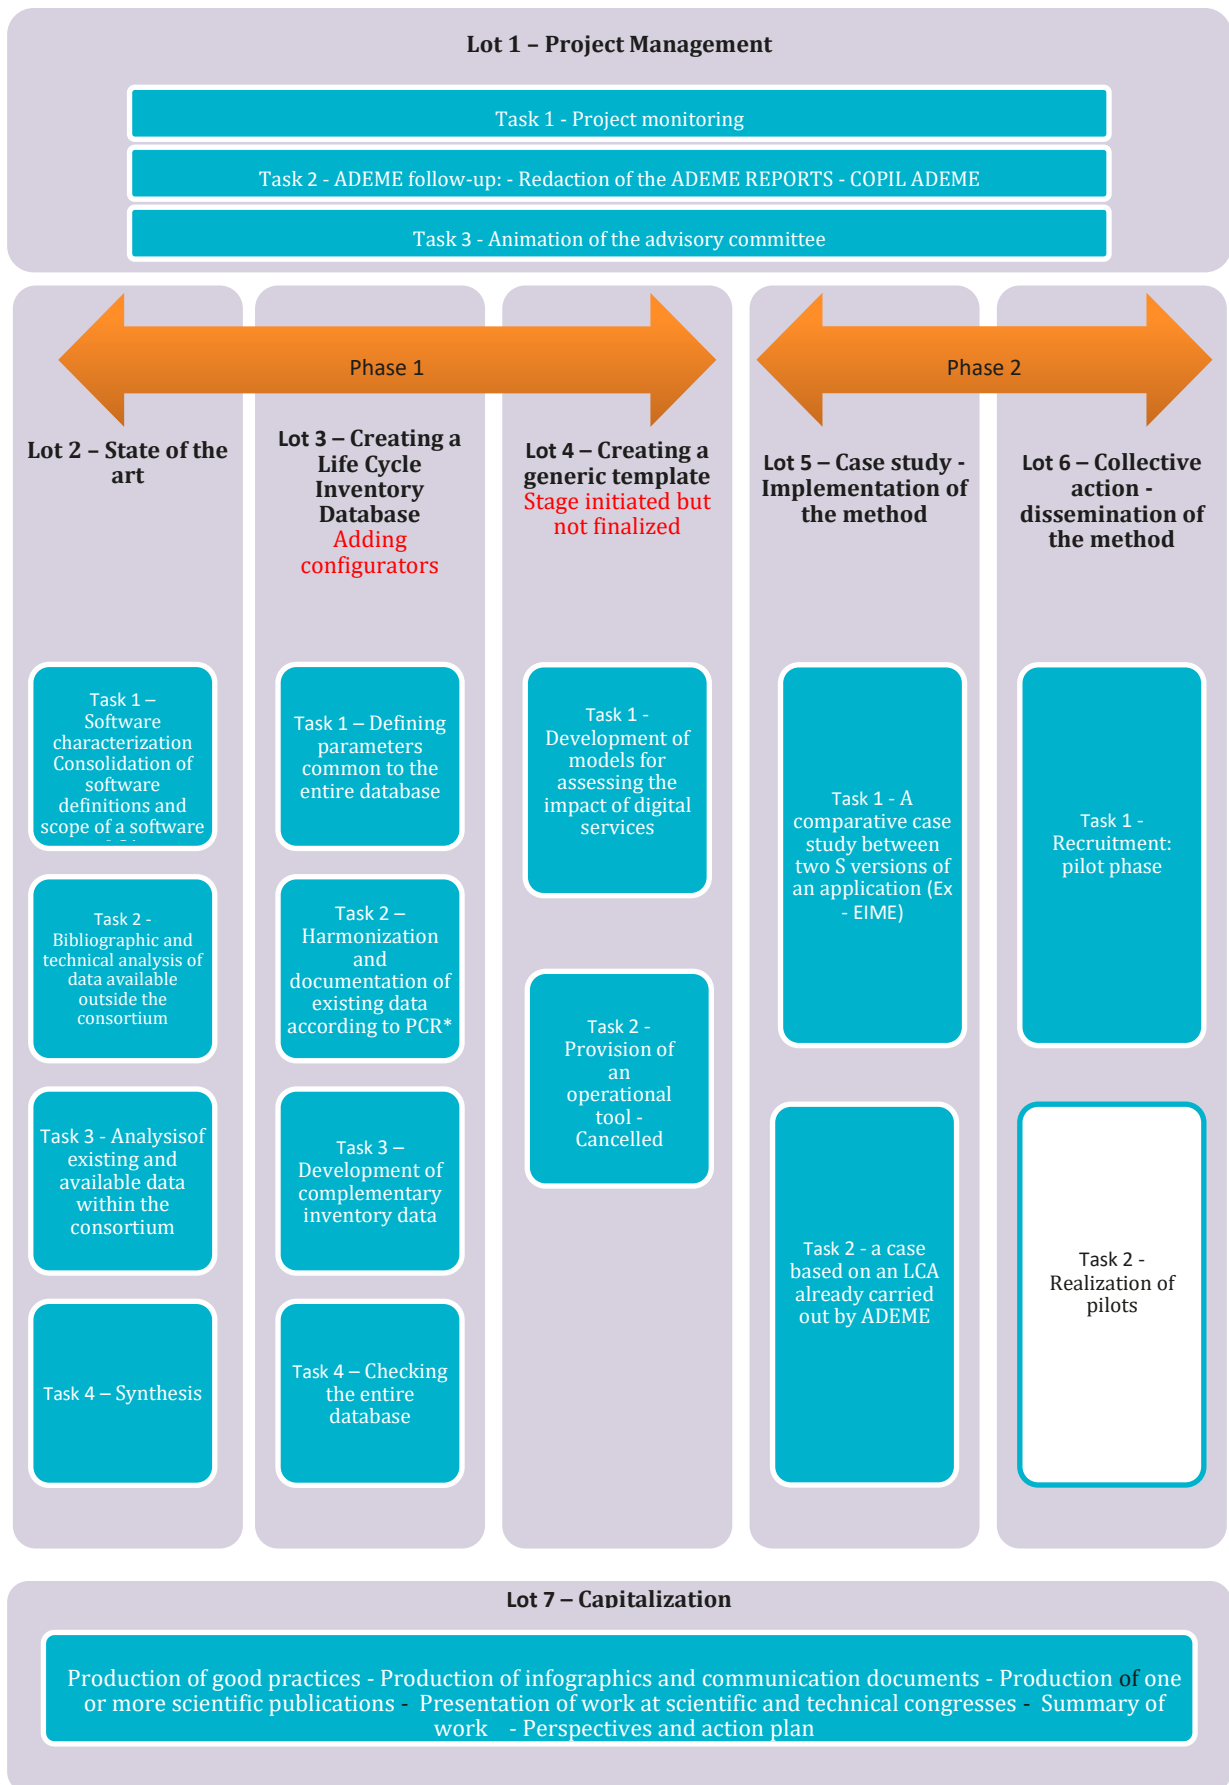 Lot 1 – Project Management
Task 1 - Project monitoring
Task 2 - ADEME follow-up: - Redaction of the ADEME REPORTS - COPIL ADEME
Task 3 - Animation of the advisory committee
Phase 1
Phase 2
Lot 2 – State of the
art
Task 1 –
Software
characterization
Consolidation of
software
definitions and
scope of a software
Task 2 -
Bibliographic and
technical analysis of
data available
outside the
consortium
Task 3 - Analysisof
existing and
available data
within the
consortium
Task 4 – Synthesis
Lot 3 – Creating a
Life Cycle
Inventory
Database
Adding
configurators
Task 1 – Defining
parameters
common to the
entire database
Task 2 –
Harmonization
and
documentation of
existing data
according to PCR*
Task 3 –
Development of
complementary
inventory data
Task 4 – Checking
the entire
database
Lot 4 – Creating a
generic template
Stage initiated but
not finalized
Task 1 -
Development of
models for
assessing the
impact of digital
services
Task 2 -
Provision of
an
operational
tool -
Cancelled
Lot 5 – Case study -
Implementation of
the method
Task 1 - A
comparative case
study between
two S versions of
an application (Ex
- EIME)
Task 2 - a case
based on an LCA
already carried
out by ADEME
Lot 6 – Collective
action -
dissemination of
the method
Task 1 -
Recruitment:
pilot phase
Task 2 -
Realization of
pilots
Lot 7 – Capitalization
Production of good practices - Production of infographics and communication documents - Production of one
or more scientific publications - Presentation of work at scientific and technical congresses - Summary of
work - Perspectives and action plan